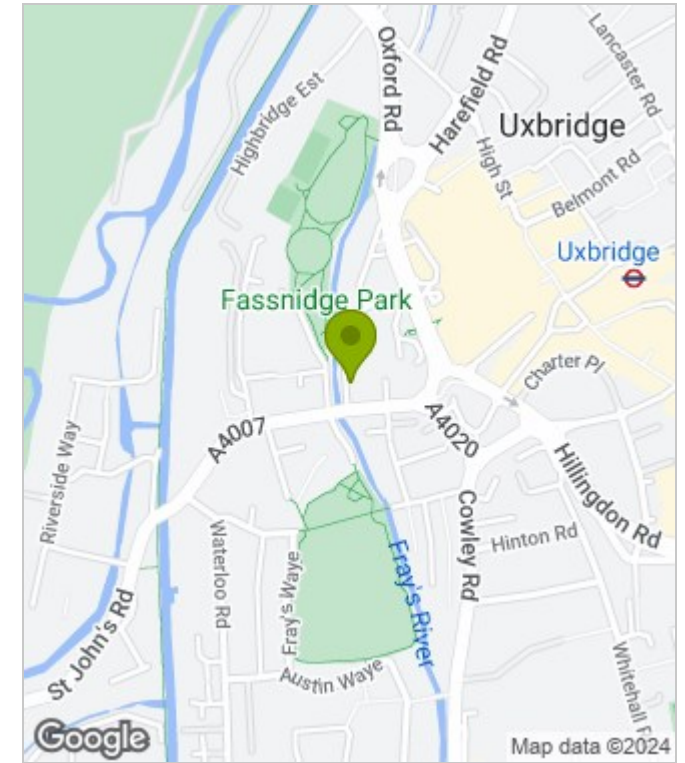 Oxford Rd
Harefield Rd
Lancaster Rd
Highbridge Est
Uxbridge
High St
Belmont Rd
Uxbridge
Fassnidge Park
Charter Pl
A4007
A4020
Riverside Way
Hillingdon Rd
Waterloo Rd
Cowley Rd
Hinton Rd
Fray's Waye
Fray's River
St John's Rd
Austin Waye
Whitehall R
Google
Map data ©2024